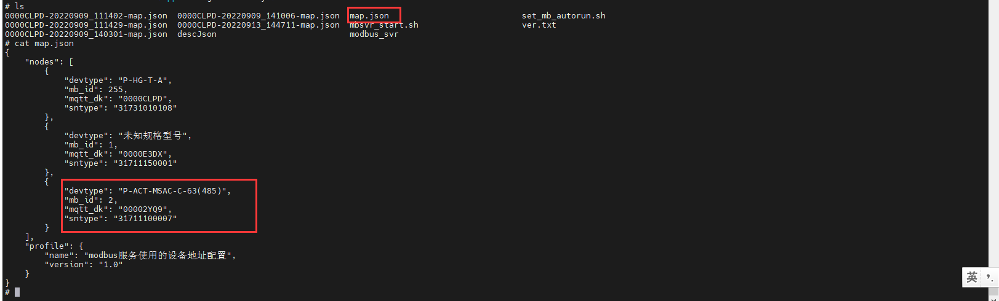 # ls
0000CLPD-20220909_111402-map.json  0000CLPD-20220909_141006-map.json  map.json                           set_mb_autorun.sh
0000CLPD-20220909_111429-map.json  0000CLPD-20220913_144711-map.json  mbsvr_start.sh                     ver.txt
0000CLPD-20220909_140301-map.json  descJson                           modbus_svr
# cat map.json
{
    "nodes": [
        {
            "devtype": "P-HG-T-A",
            "mb_id": 255,
            "mqtt_dk": "0000CLPD",
            "sntype": "31731010108"
        },
        {
            "devtype": "未知规格型号",
            "mb_id": 1,
            "mqtt_dk": "0000E3DX",
            "sntype": "31711150001"
        },
        {
            "devtype": "P-ACT-MSAC-C-63(485)",
            "mb_id": 2,
            "mqtt_dk": "00002YQ9",
            "sntype": "31711100007"
        }
    ],
    "profile": {
        "name": "modbus服务使用的设备地址配置",
        "version": "1.0"
    }
}
#
英 ,.